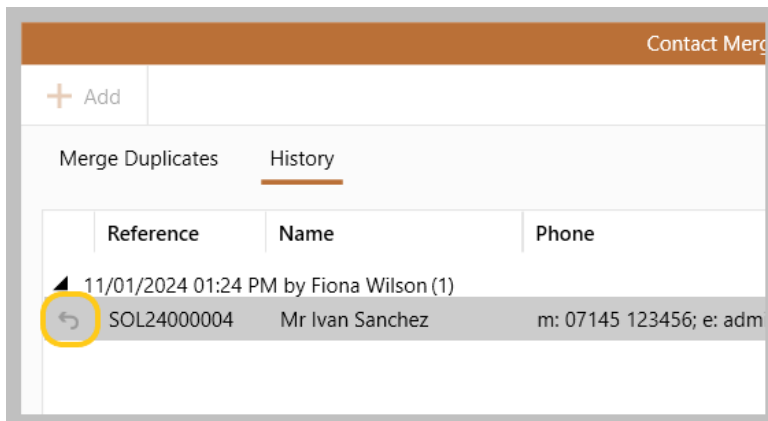 Contact Merg
Add
Merge Duplicates History
Reference Name Phone
11/01/2024 01:24 PM by Fiona Wilson (1)
SOL24000004 Mr Ivan Sanchez m: 07145 123456; e: adm